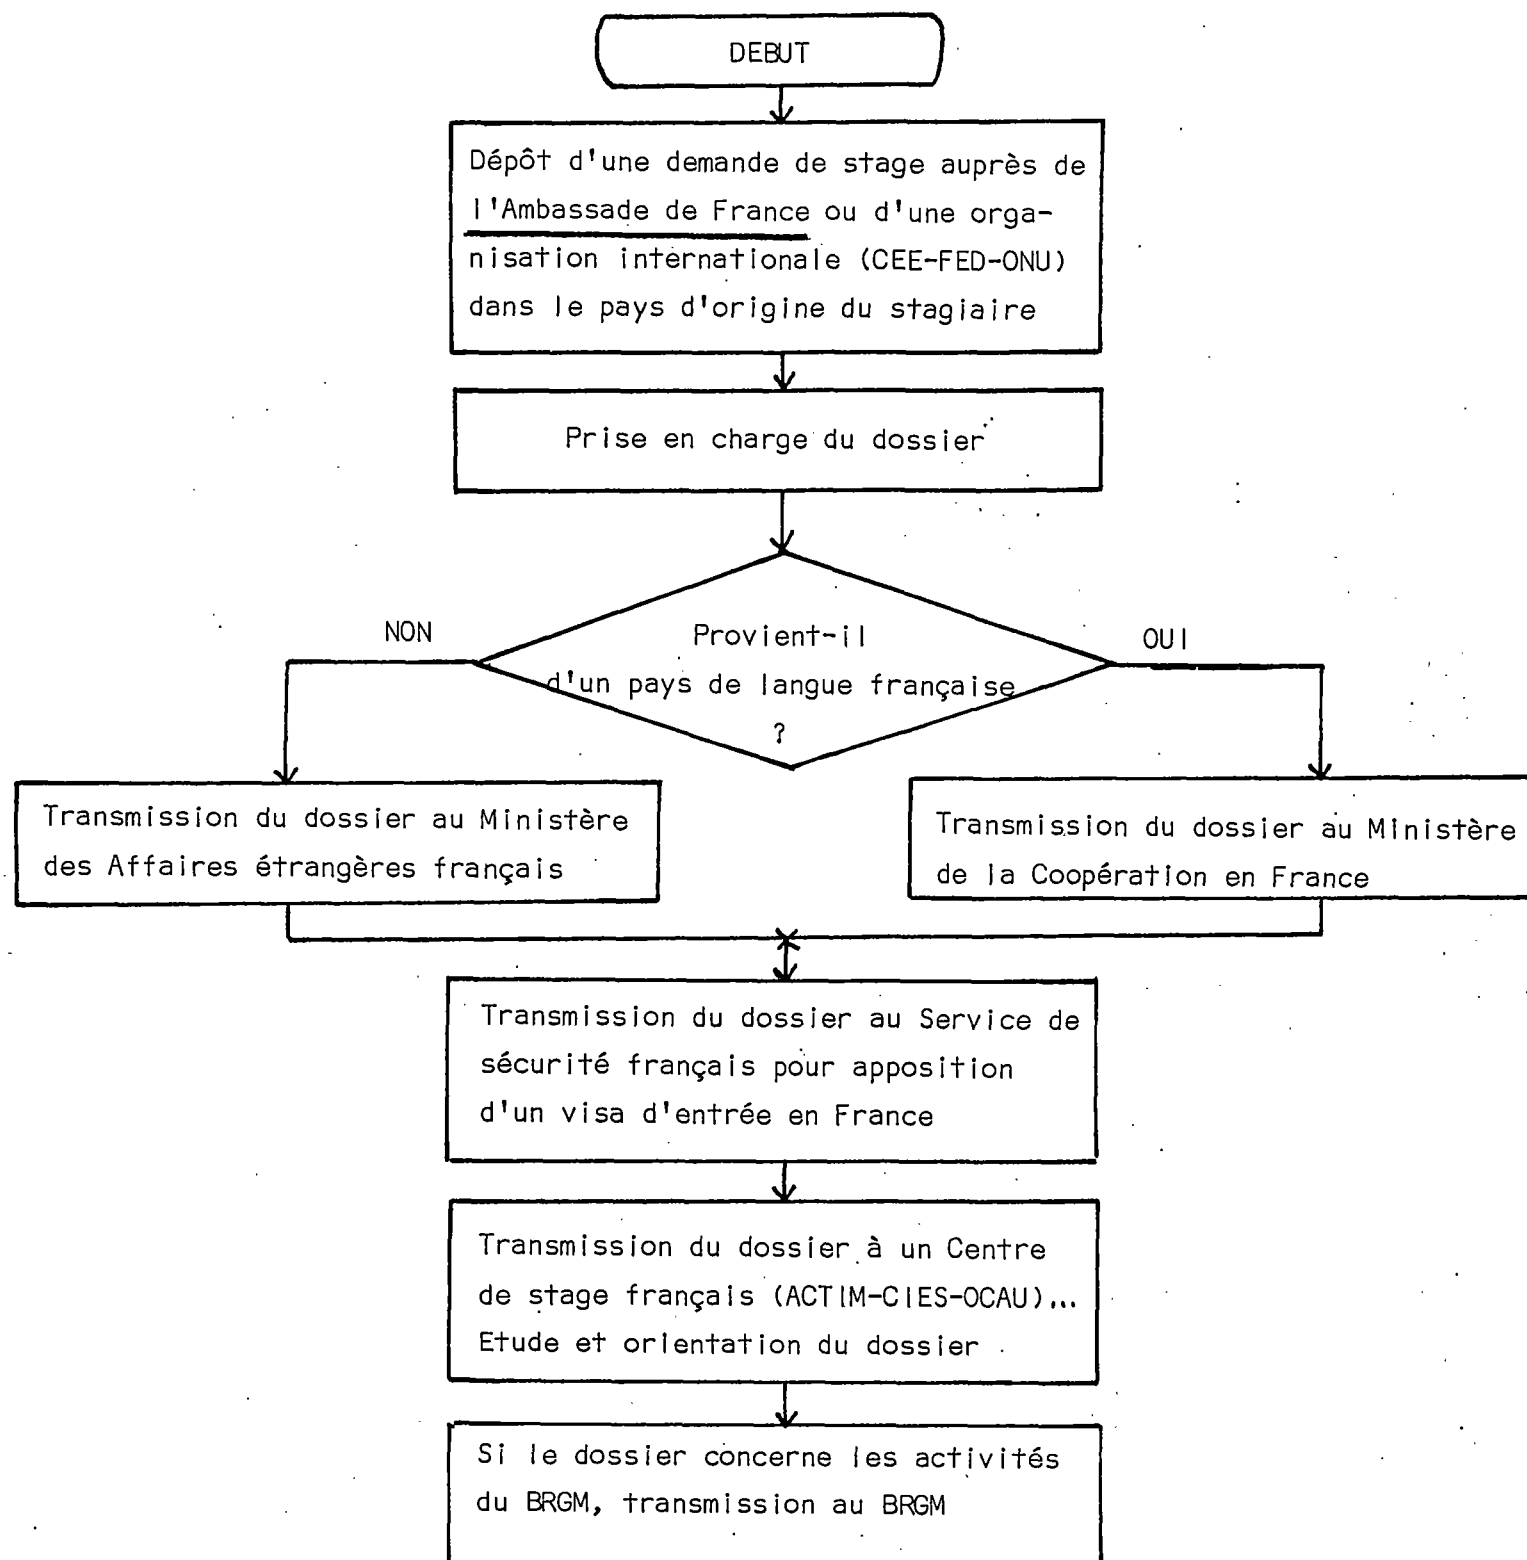 DEBUT
Dépôt d'une demande de stage auprès de
l'Ambassade de France ou d'une orga-
nisation internationale (CEE-FED-ONU)
dans le pays d'origine du stagiaire
Prise en charge du dossier
NON
Provient-il
OUI
d'un pays de langue française
?
Transmission du dossier au Ministère
des Affaires étrangères français
Transmission du dossier au Ministère
de la Coopération en France
Transmission du dossier au Service de
sécurité français pour apposition
d'un visa d'entrée en France
Transmission du dossier à un Centre
de stage français (ACTIM-CIES-OCAU)...
Etude et orientation du dossier
Si le dossier concerne les activités
du BRGM, transmission au BRGM